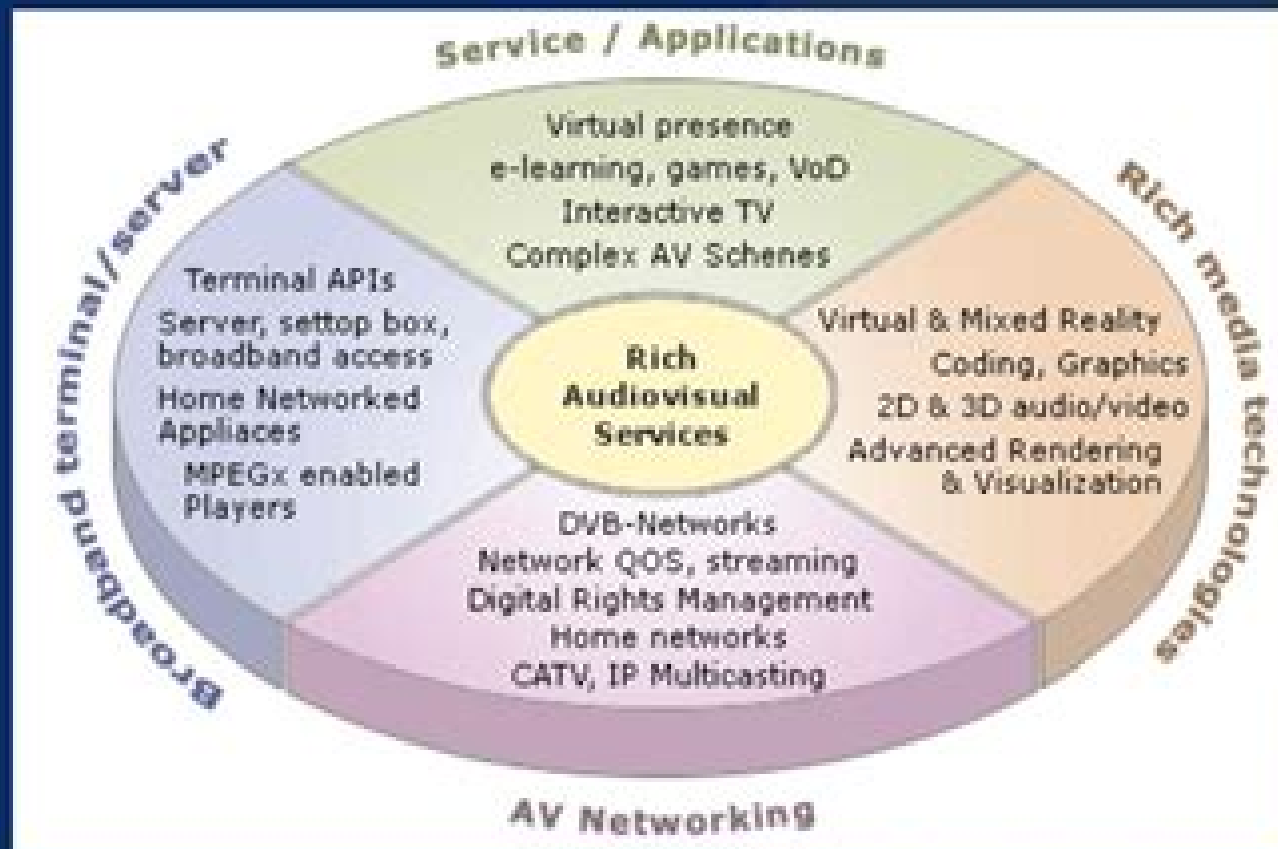 Service / Applications
Virtual presence
e-learning, games, VoD
Interactive TV
Complex AV Schenes
Broadband terminal/server
Terminal APIs
Server, settop box,
broadband access
Home Networked
Appliaces
MPEGx enabled
Players
Rich
Audiovisual
Services
Rich media technologies
Virtual & Mixed Reality
Coding, Graphics
2D & 3D audio/video
Advanced Rendering
& Visualization
DVB-Networks
Network QOS, streaming
Digital Rights Management
Home networks
CATV, IP Multicasting
AV Networking